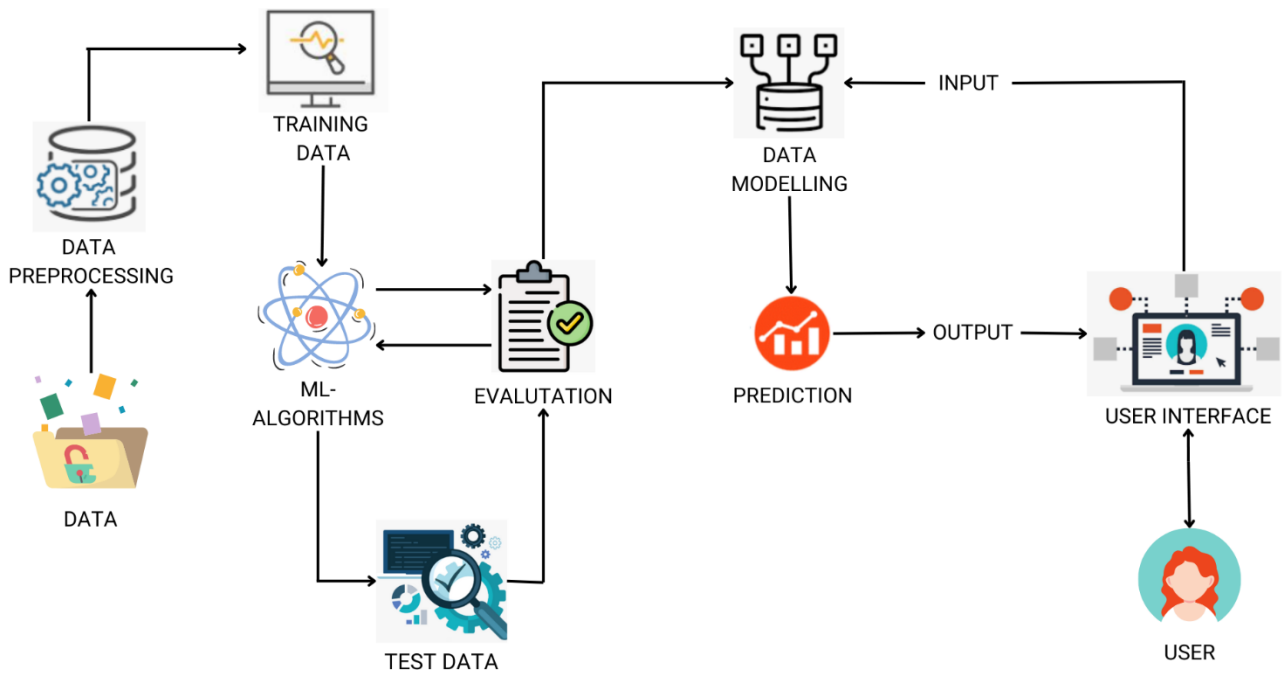 TRAINING
DATA
DATA
PREPROCESSING
DATA
ML-
ALGORITHMS
EVALUTATION
TEST DATA
DATA
MODELLING
INPUT
PREDICTION
OUTPUT
USER INTERFACE
USER